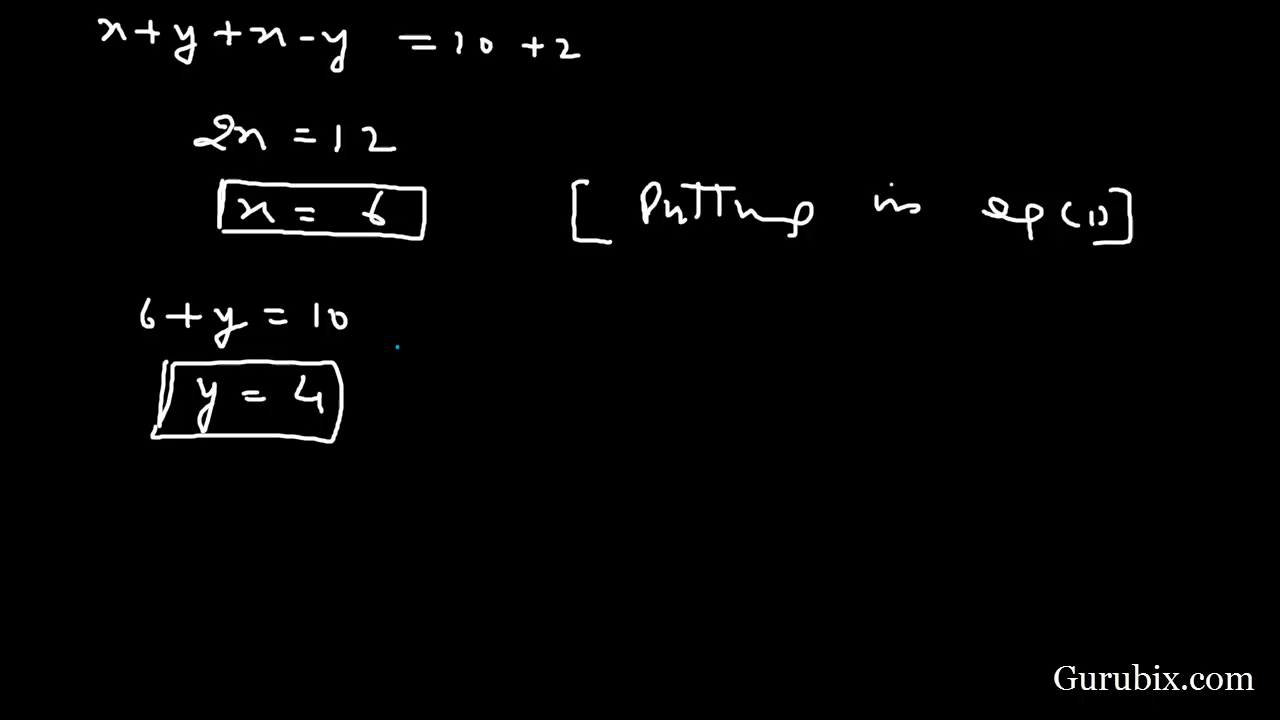 x + y + x - y = 10 + 2
2x = 12
x = 6 [ Putting in eq (1) ]
6 + y = 10
y = 4
Gurubix.com